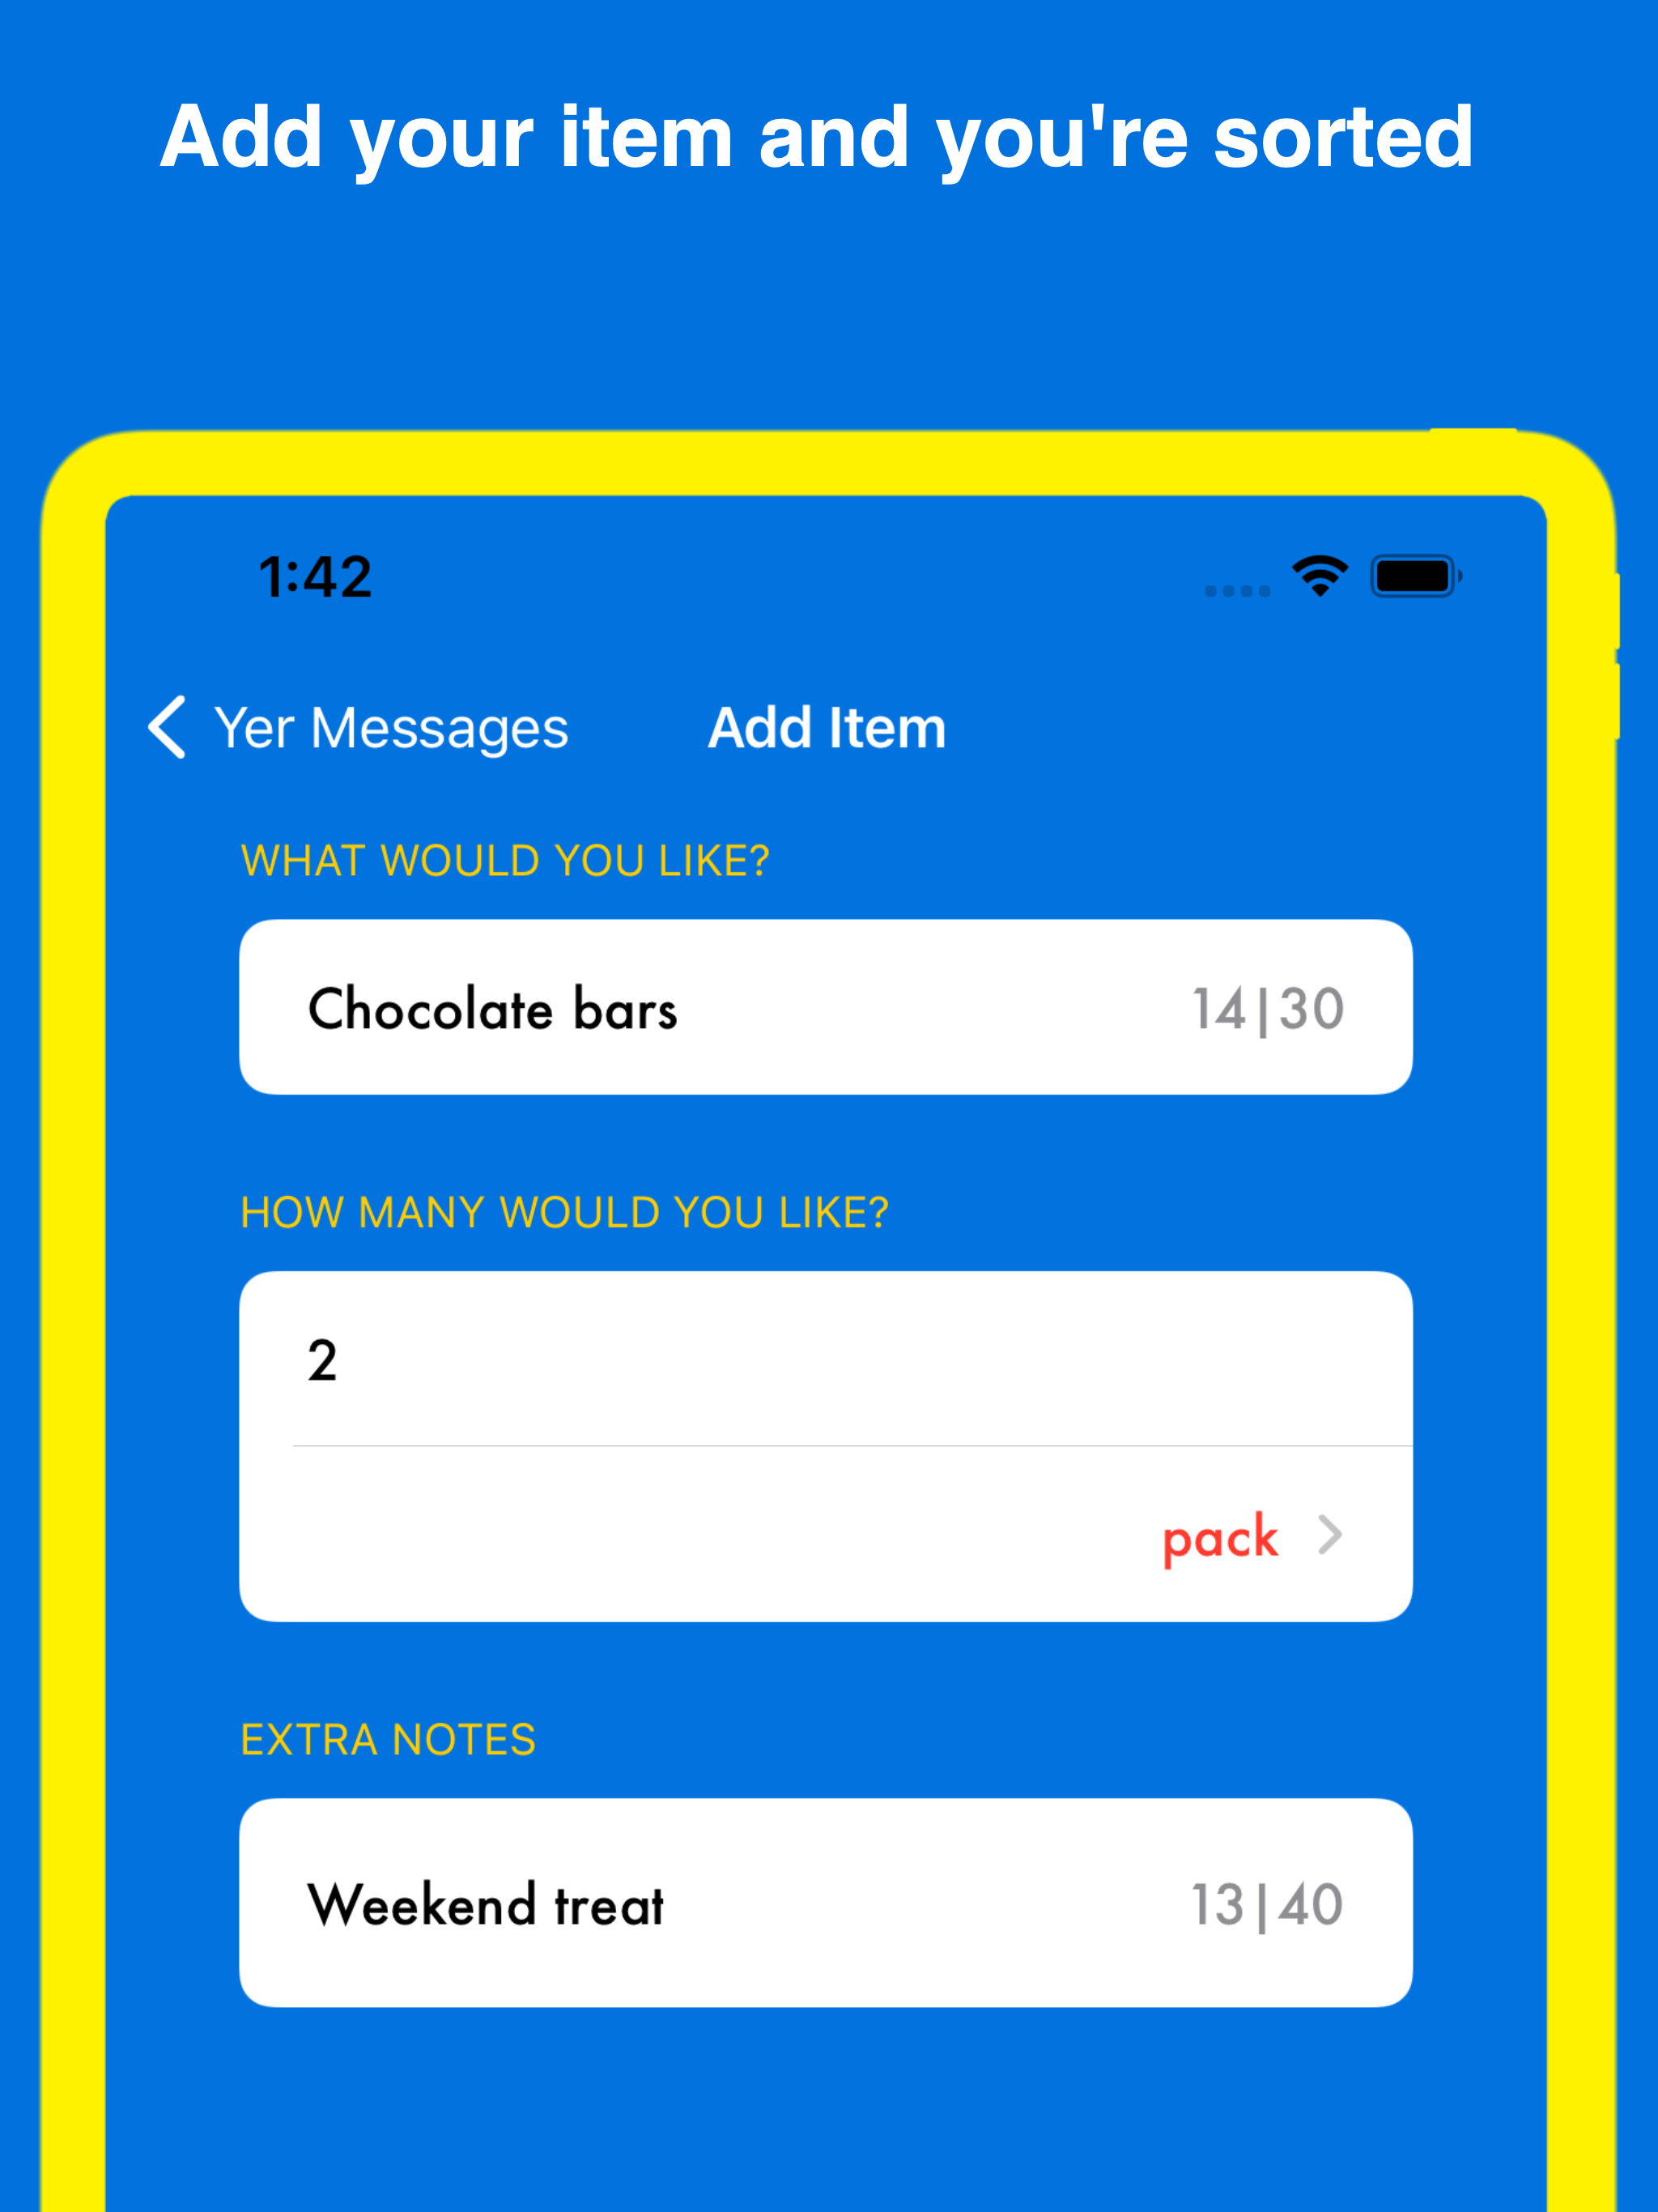 Add your item and you're sorted
1:42
Yer Messages
Add Item
WHAT WOULD YOU LIKE?
Chocolate bars 14|30
HOW MANY WOULD YOU LIKE?
2
pack
EXTRA NOTES
Weekend treat 13|40